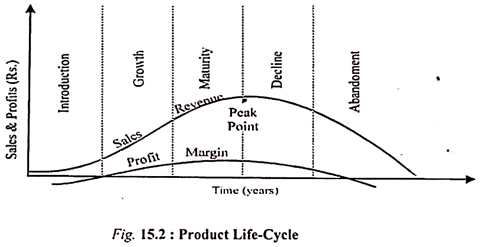 Sales & Profits (Rs.)
Introduction
Growth
Maturity
Decline
Abandoment
Sales Revenue
Peak
Point
Profit Margin
Time (years)
Fig. 15.2 : Product Life-Cycle